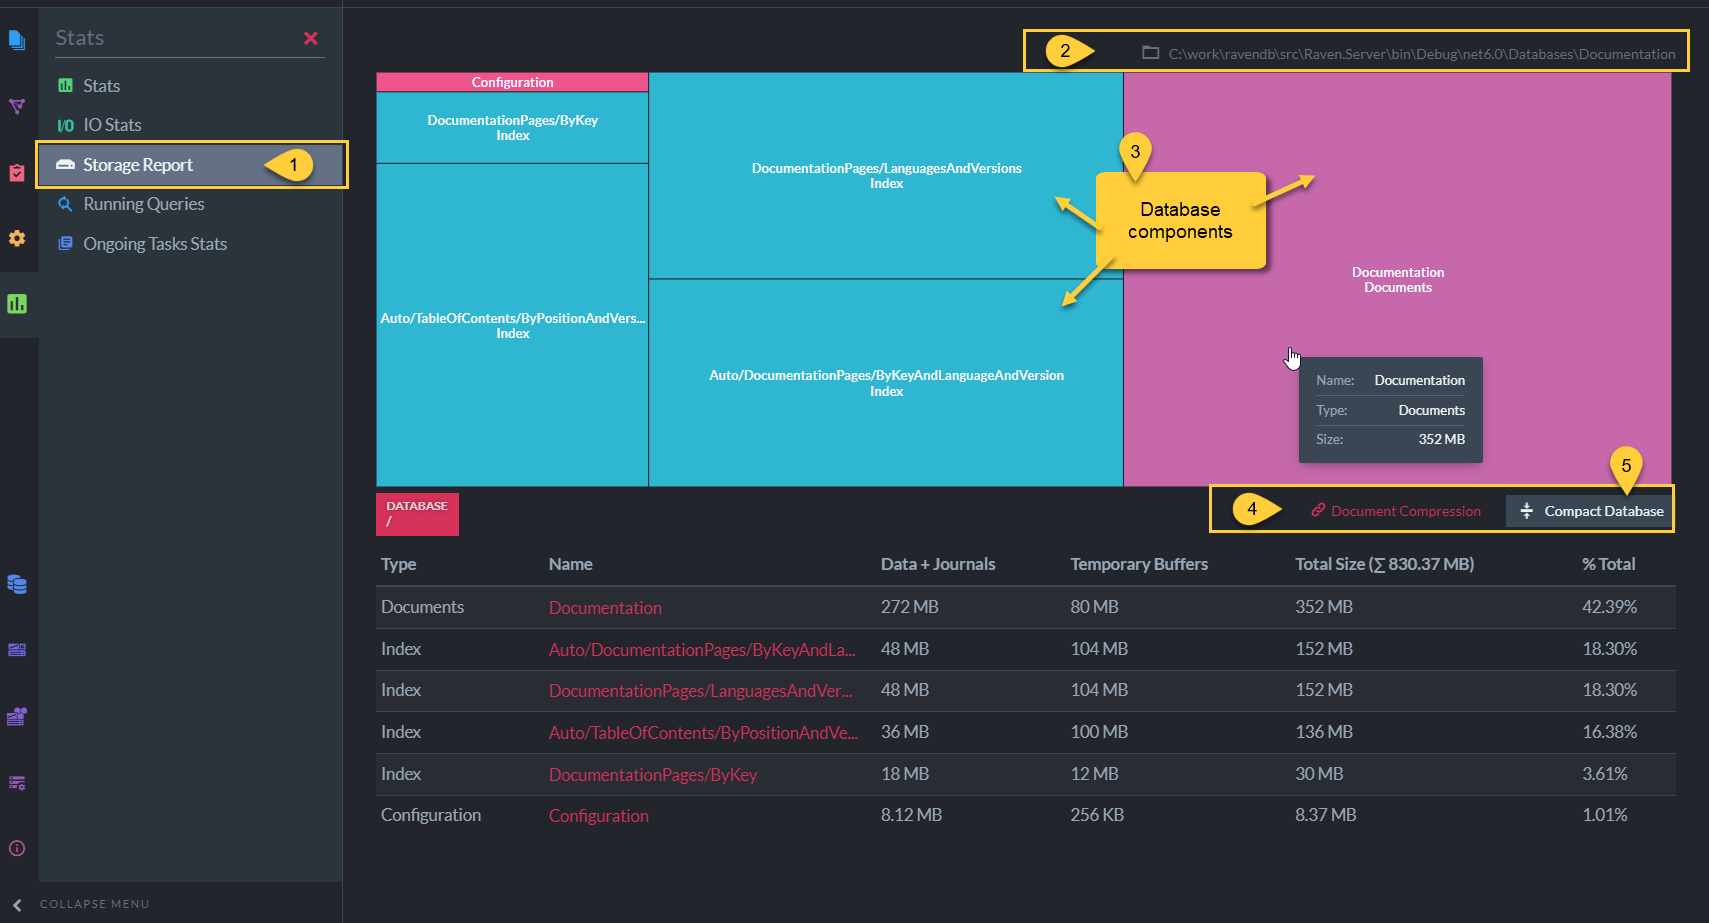 Stats
Stats
I/O IO Stats
Storage Report
1
Running Queries
Ongoing Tasks Stats
COLLAPSE MENU
2
C:\work\ravendb\src\Raven.Server\bin\Debug\net6.0\Databases\Documentation
Configuration
DocumentationPages/ByKey
Index
Auto/TableOfContents/ByPositionAndVers...
Index
DocumentationPages/LanguagesAndVersions
Index
Auto/DocumentationPages/ByKeyAndLanguageAndVersion
Index
3
Database
components
Documentation
Documents
Name: Documentation
Type: Documents
Size: 352 MB
5
DATABASE
/
4
Document Compression
Compact Database
Type Name Data + Journals Temporary Buffers Total Size (∑ 830.37 MB) % Total
Documents Documentation 272 MB 80 MB 352 MB 42.39%
Index Auto/DocumentationPages/ByKeyAndLa... 48 MB 104 MB 152 MB 18.30%
Index DocumentationPages/LanguagesAndVer... 48 MB 104 MB 152 MB 18.30%
Index Auto/TableOfContents/ByPositionAndVe... 36 MB 100 MB 136 MB 16.38%
Index DocumentationPages/ByKey 18 MB 12 MB 30 MB 3.61%
Configuration Configuration 8.12 MB 256 KB 8.37 MB 1.01%